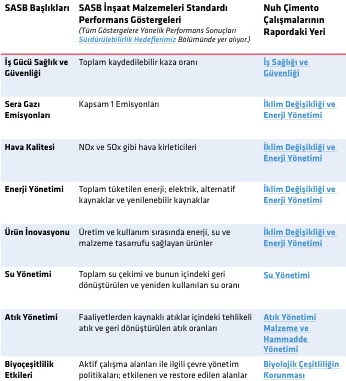 SASB Başlıkları
SASB İnşaat Malzemeleri Standardı
Performans Göstergeleri
(Tüm Göstergelere Yönelik Performans Sonuçları
Sürdürülebilirlik Hedeflerimiz Bölümünde yer alıyor.)
Nuh Çimento
Çalışmalarının
Rapordaki Yeri
İş Gücü Sağlık ve
Güvenliği
Toplam kaydedilebilir kaza oranı
İş Sağlığı ve
Güvenliği
Sera Gazı
Emisyonları
Kapsam 1 Emisyonları
İklim Değişikliği ve
Enerji Yönetimi
Hava Kalitesi
NOx ve SOx gibi hava kirleticileri
İklim Değişikliği ve
Enerji Yönetimi
Enerji Yönetimi
Toplam tüketilen enerji; elektrik, alternatif
kaynaklar ve yenilenebilir kaynaklar
İklim Değişikliği ve
Enerji Yönetimi
Ürün İnovasyonu
Üretim ve kullanım sırasında enerji, su ve
malzeme tasarrufu sağlayan ürünler
İklim Değişikliği ve
Enerji Yönetimi
Su Yönetimi
Toplam su çekimi ve bunun içindeki geri
dönüştürülen ve yeniden kullanılan su oranı
Su Yönetimi
Atık Yönetimi
Faaliyetlerden kaynaklı atıklar içindeki tehlikeli
atık ve geri dönüştürülen atık oranları
Atık Yönetimi
Malzeme ve
Hammadde
Yönetimi
Biyoçeşitlilik
Etkileri
Aktif çalışma alanları ile ilgili çevre yönetim
politikaları; etkilenen ve restore edilen alanlar
Biyolojik Çeşitliliğin
Korunması